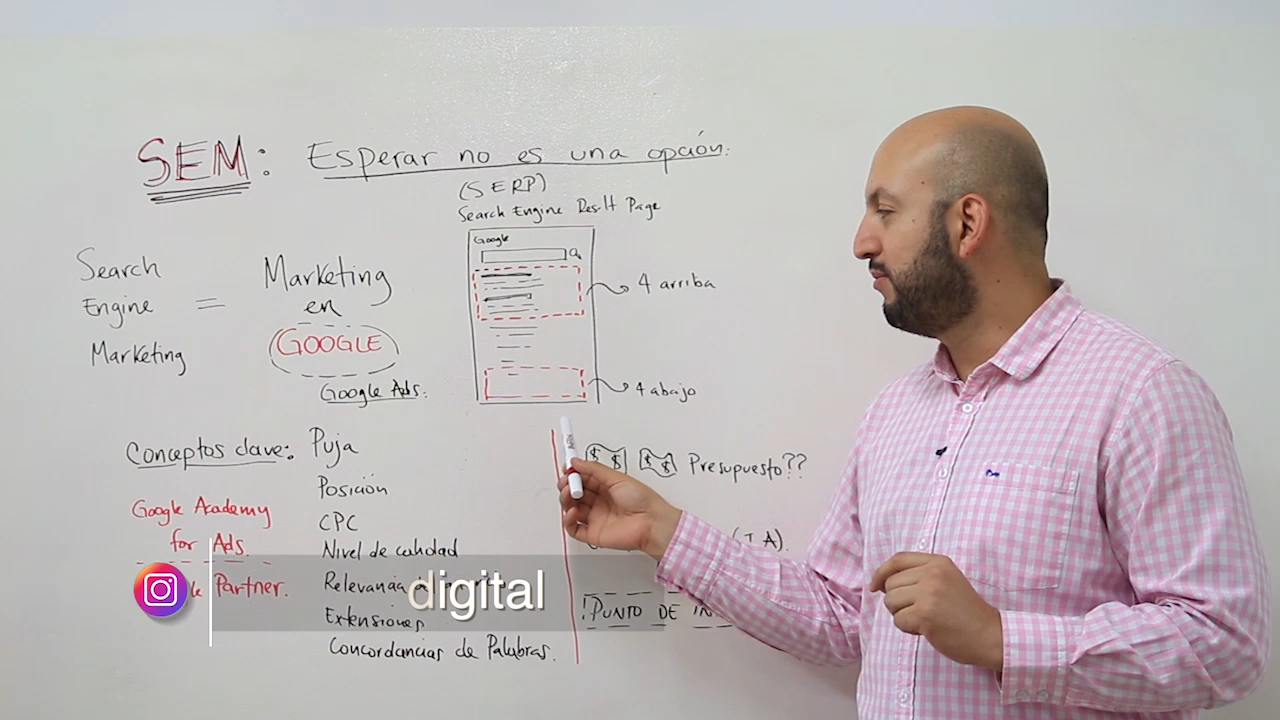 SEM: Esperar no es una opción:
(SERP)
Search Engine Reslt Page
Google
Search
Engine
Marketing
=
Marketing
en
GOOGLE
Google Ads:
4 arriba
4 abajo
Conceptos clave:
Puja
Posición
CPC
Nivel de calidad
Relevancia
Extensiones
Concordancias de Palabras.
Google Academy
for Ads.
Partner.
$ $ $ $ Presupuesto??
(IA).
¡PUNTO DE
digital